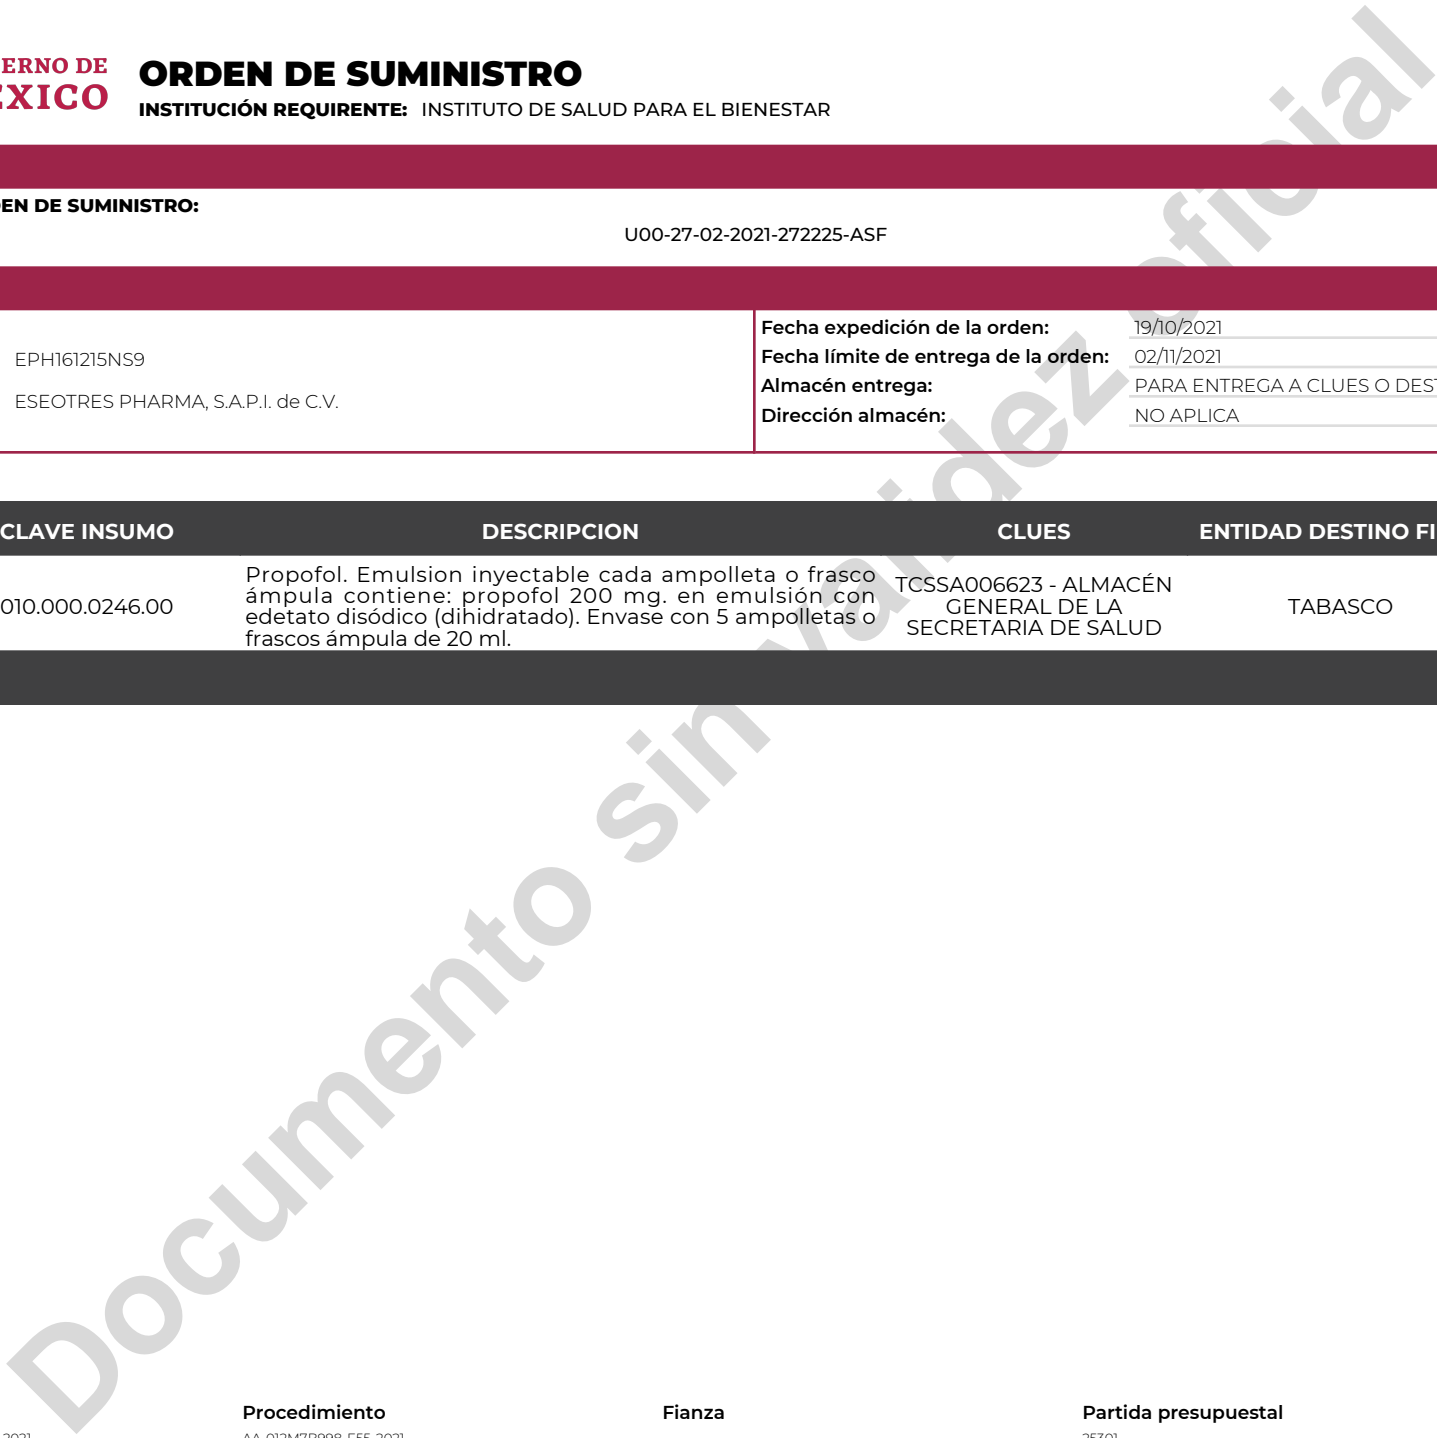 ERNO DE
EXICO
ORDEN DE SUMINISTRO
INSTITUCIÓN REQUIRENTE: INSTITUTO DE SALUD PARA EL BIENESTAR
EN DE SUMINISTRO:
U00-27-02-2021-272225-ASF
EPH161215NS9
ESEOTRES PHARMA, S.A.P.I. de C.V.
Fecha expedición de la orden: 19/10/2021
Fecha límite de entrega de la orden: 02/11/2021
Almacén entrega: PARA ENTREGA A CLUES O DEST
Dirección almacén: NO APLICA
CLAVE INSUMO DESCRIPCION CLUES ENTIDAD DESTINO FI
010.000.0246.00
Propofol. Emulsion inyectable cada ampolleta o frasco
ámpula contiene: propofol 200 mg. en emulsión con
edetato disódico (dihidratado). Envase con 5 ampolletas o
frascos ámpula de 20 ml.
TCSSA006623 - ALMACÉN
GENERAL DE LA
SECRETARIA DE SALUD
TABASCO
Documento sin validez oficial
Procedimiento Fianza Partida presupuestal